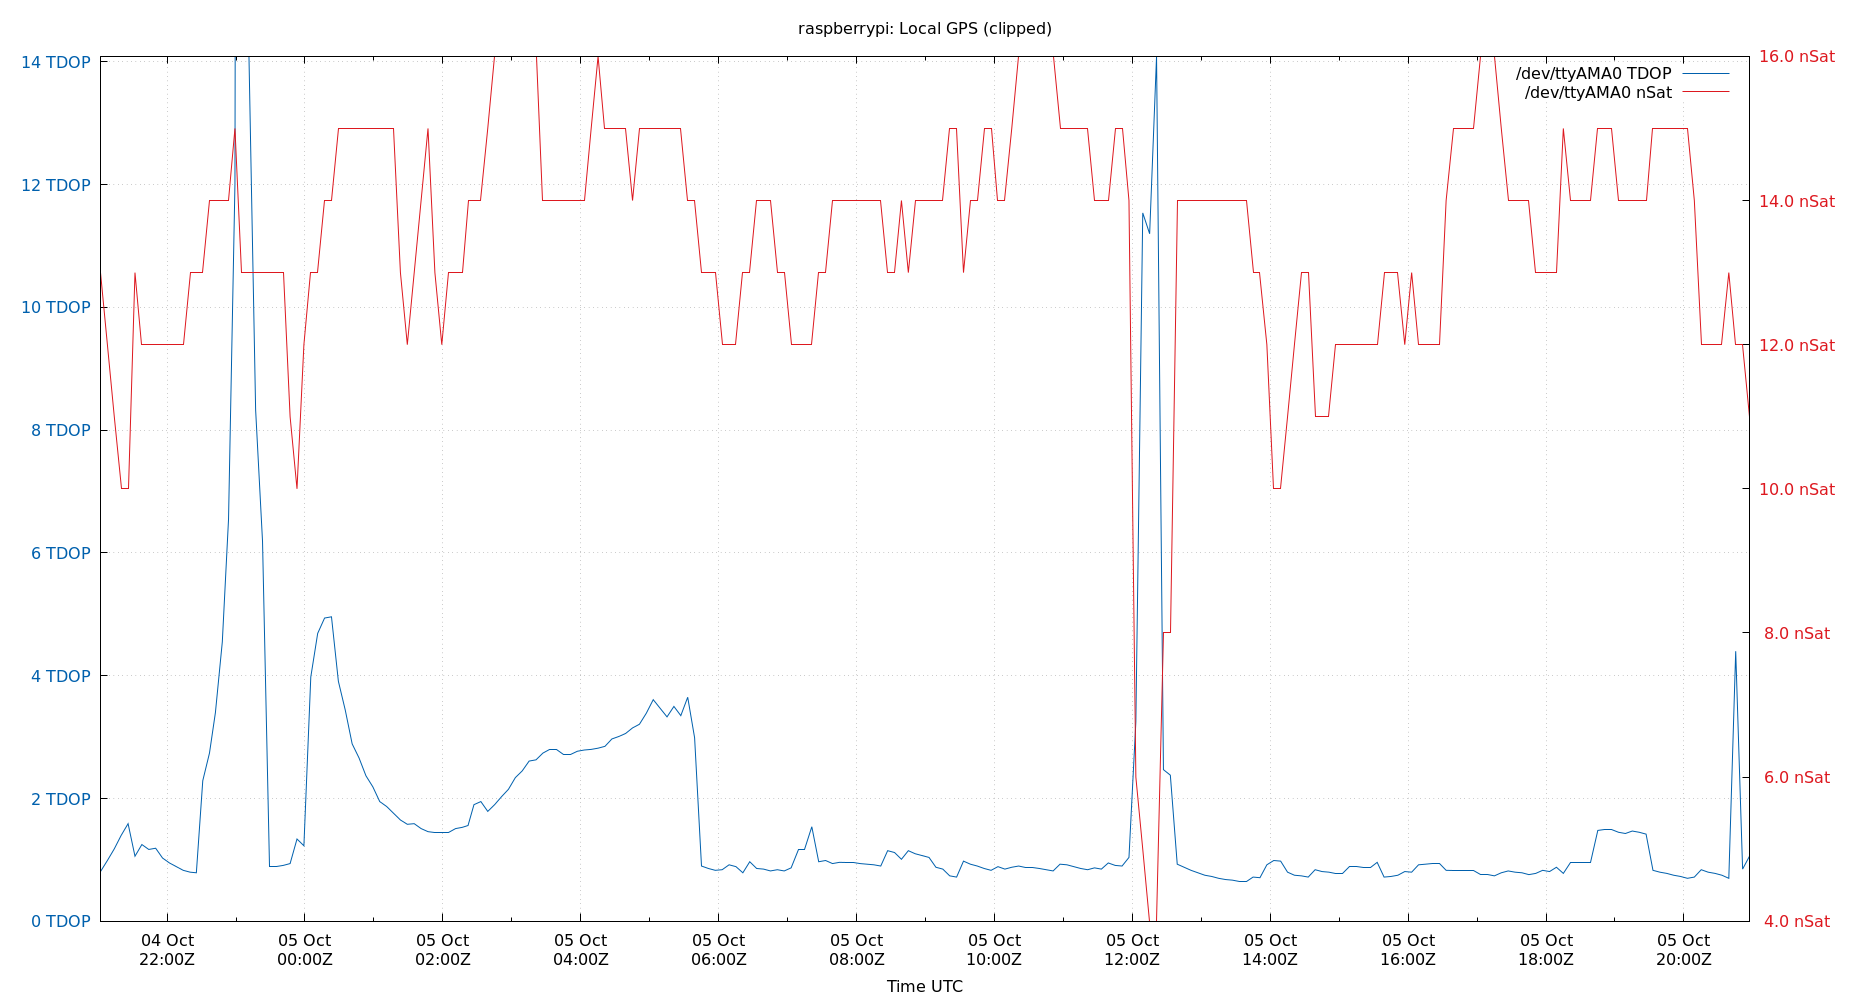 raspberrypi: Local GPS (clipped)
/dev/ttyAMA0 TDOP
/dev/ttyAMA0 nSat
14 TDOP
12 TDOP
10 TDOP
8 TDOP
6 TDOP
4 TDOP
2 TDOP
0 TDOP
16.0 nSat
14.0 nSat
12.0 nSat
10.0 nSat
8.0 nSat
6.0 nSat
4.0 nSat
04 Oct
22:00Z
05 Oct
00:00Z
05 Oct
02:00Z
05 Oct
04:00Z
05 Oct
06:00Z
05 Oct
08:00Z
05 Oct
10:00Z
05 Oct
12:00Z
05 Oct
14:00Z
05 Oct
16:00Z
05 Oct
18:00Z
05 Oct
20:00Z
Time UTC